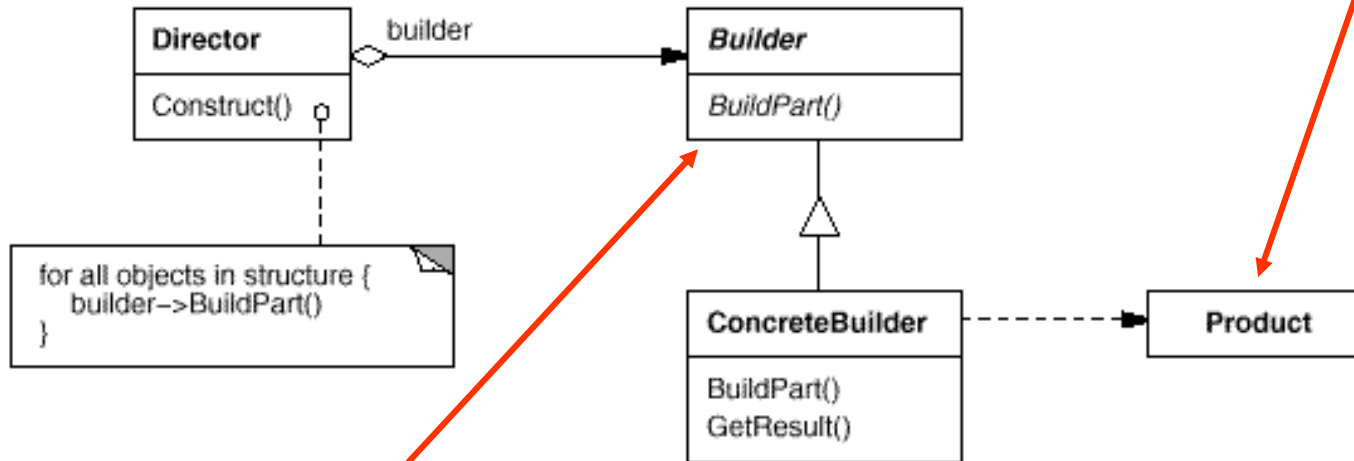 Director
builder
Builder
Construct()
BuildPart()
for all objects in structure {
builder–>BuildPart()
}
ConcreteBuilder
Product
BuildPart()
GetResult()